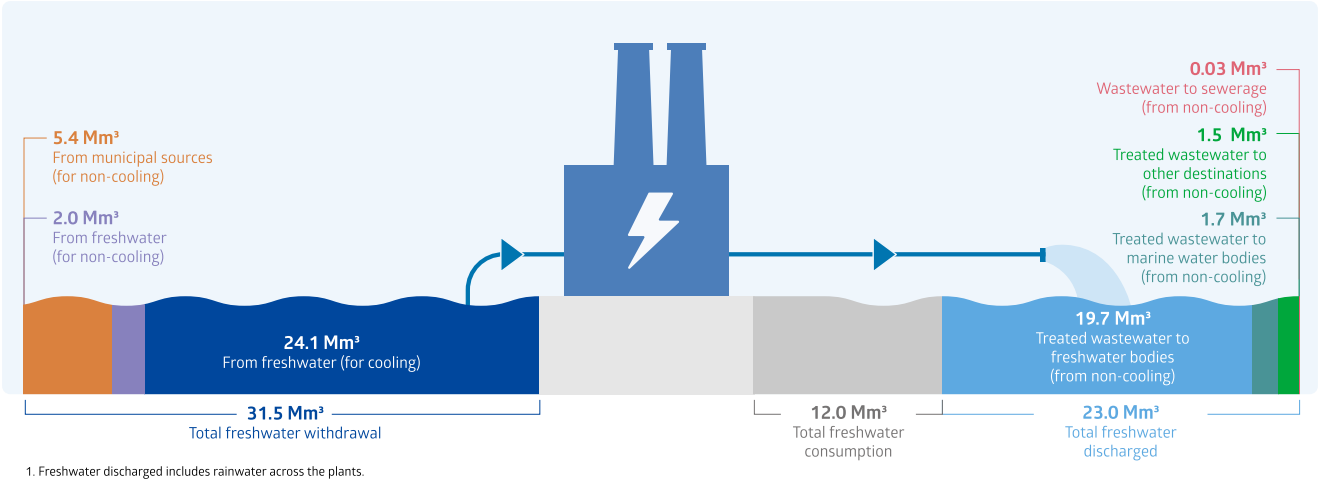 5.4 Mm³
From municipal sources
(for non-cooling)
2.0 Mm³
From freshwater
(for non-cooling)
24.1 Mm³
From freshwater (for cooling)
31.5 Mm³
Total freshwater withdrawal
12.0 Mm³
Total freshwater
consumption
0.03 Mm³
Wastewater to sewerage
(from non-cooling)
1.5 Mm³
Treated wastewater to
other destinations
(from non-cooling)
1.7 Mm³
Treated wastewater to
marine water bodies
(from non-cooling)
19.7 Mm³
Treated wastewater to
freshwater bodies
(from non-cooling)
23.0 Mm³
Total freshwater
discharged
1. Freshwater discharged includes rainwater across the plants.